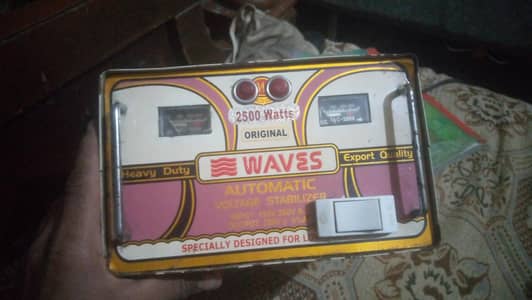 2500 Watts
ORIGINAL
WAVES
Heavy Duty
Export Quality
AUTOMATIC
VOLTAGE STABILIZER
SPECIALLY DESIGNED FOR